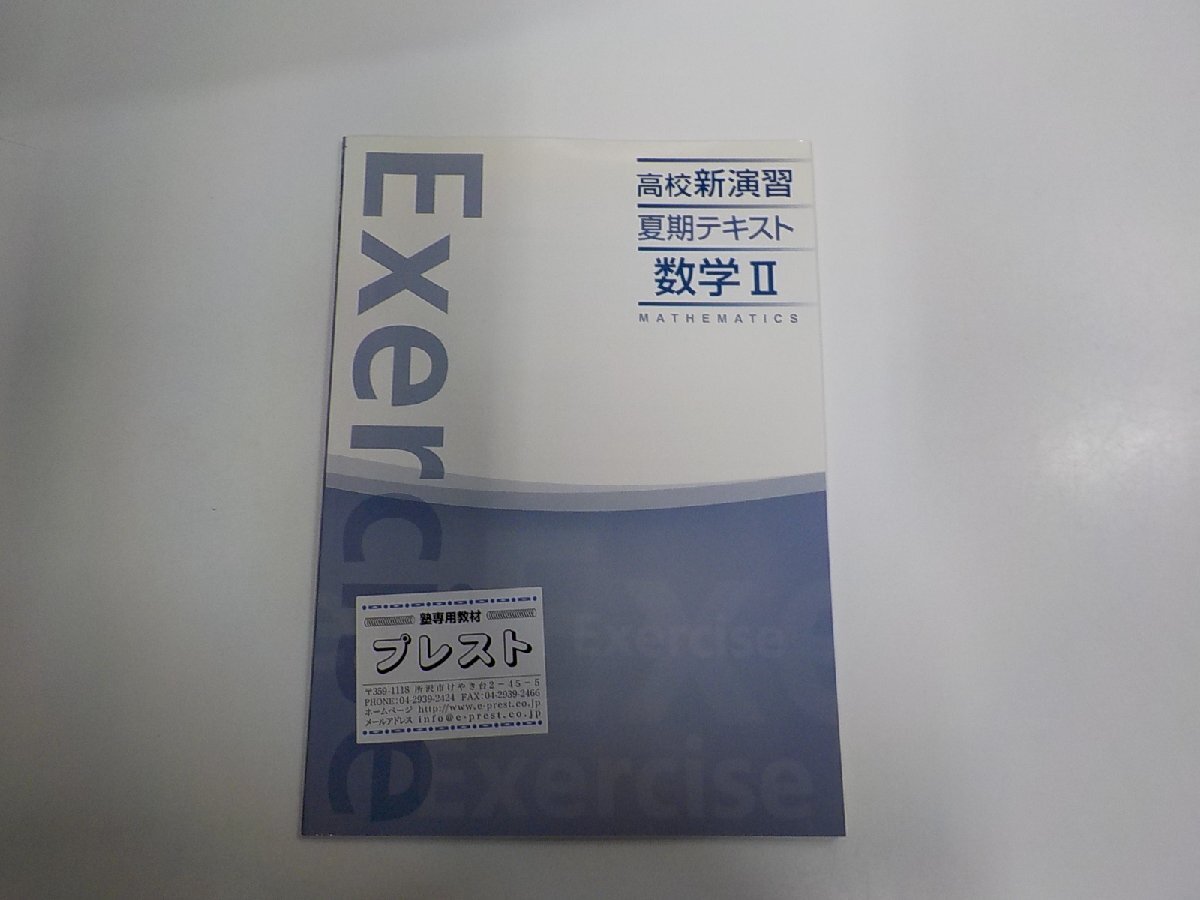 高校 新演習
夏期テキスト
数学 II
MATHEMATICS
Exercise
Exercise
Exercise
塾専用教材
プレスト
〒359-1118 所沢市けやき台2-45-5
PHONE:04-2939-2424 FAX:04-2939-2466
ホームページ http://www.e-prest.co.jp
メールアドレス info@e-prest.co.jp